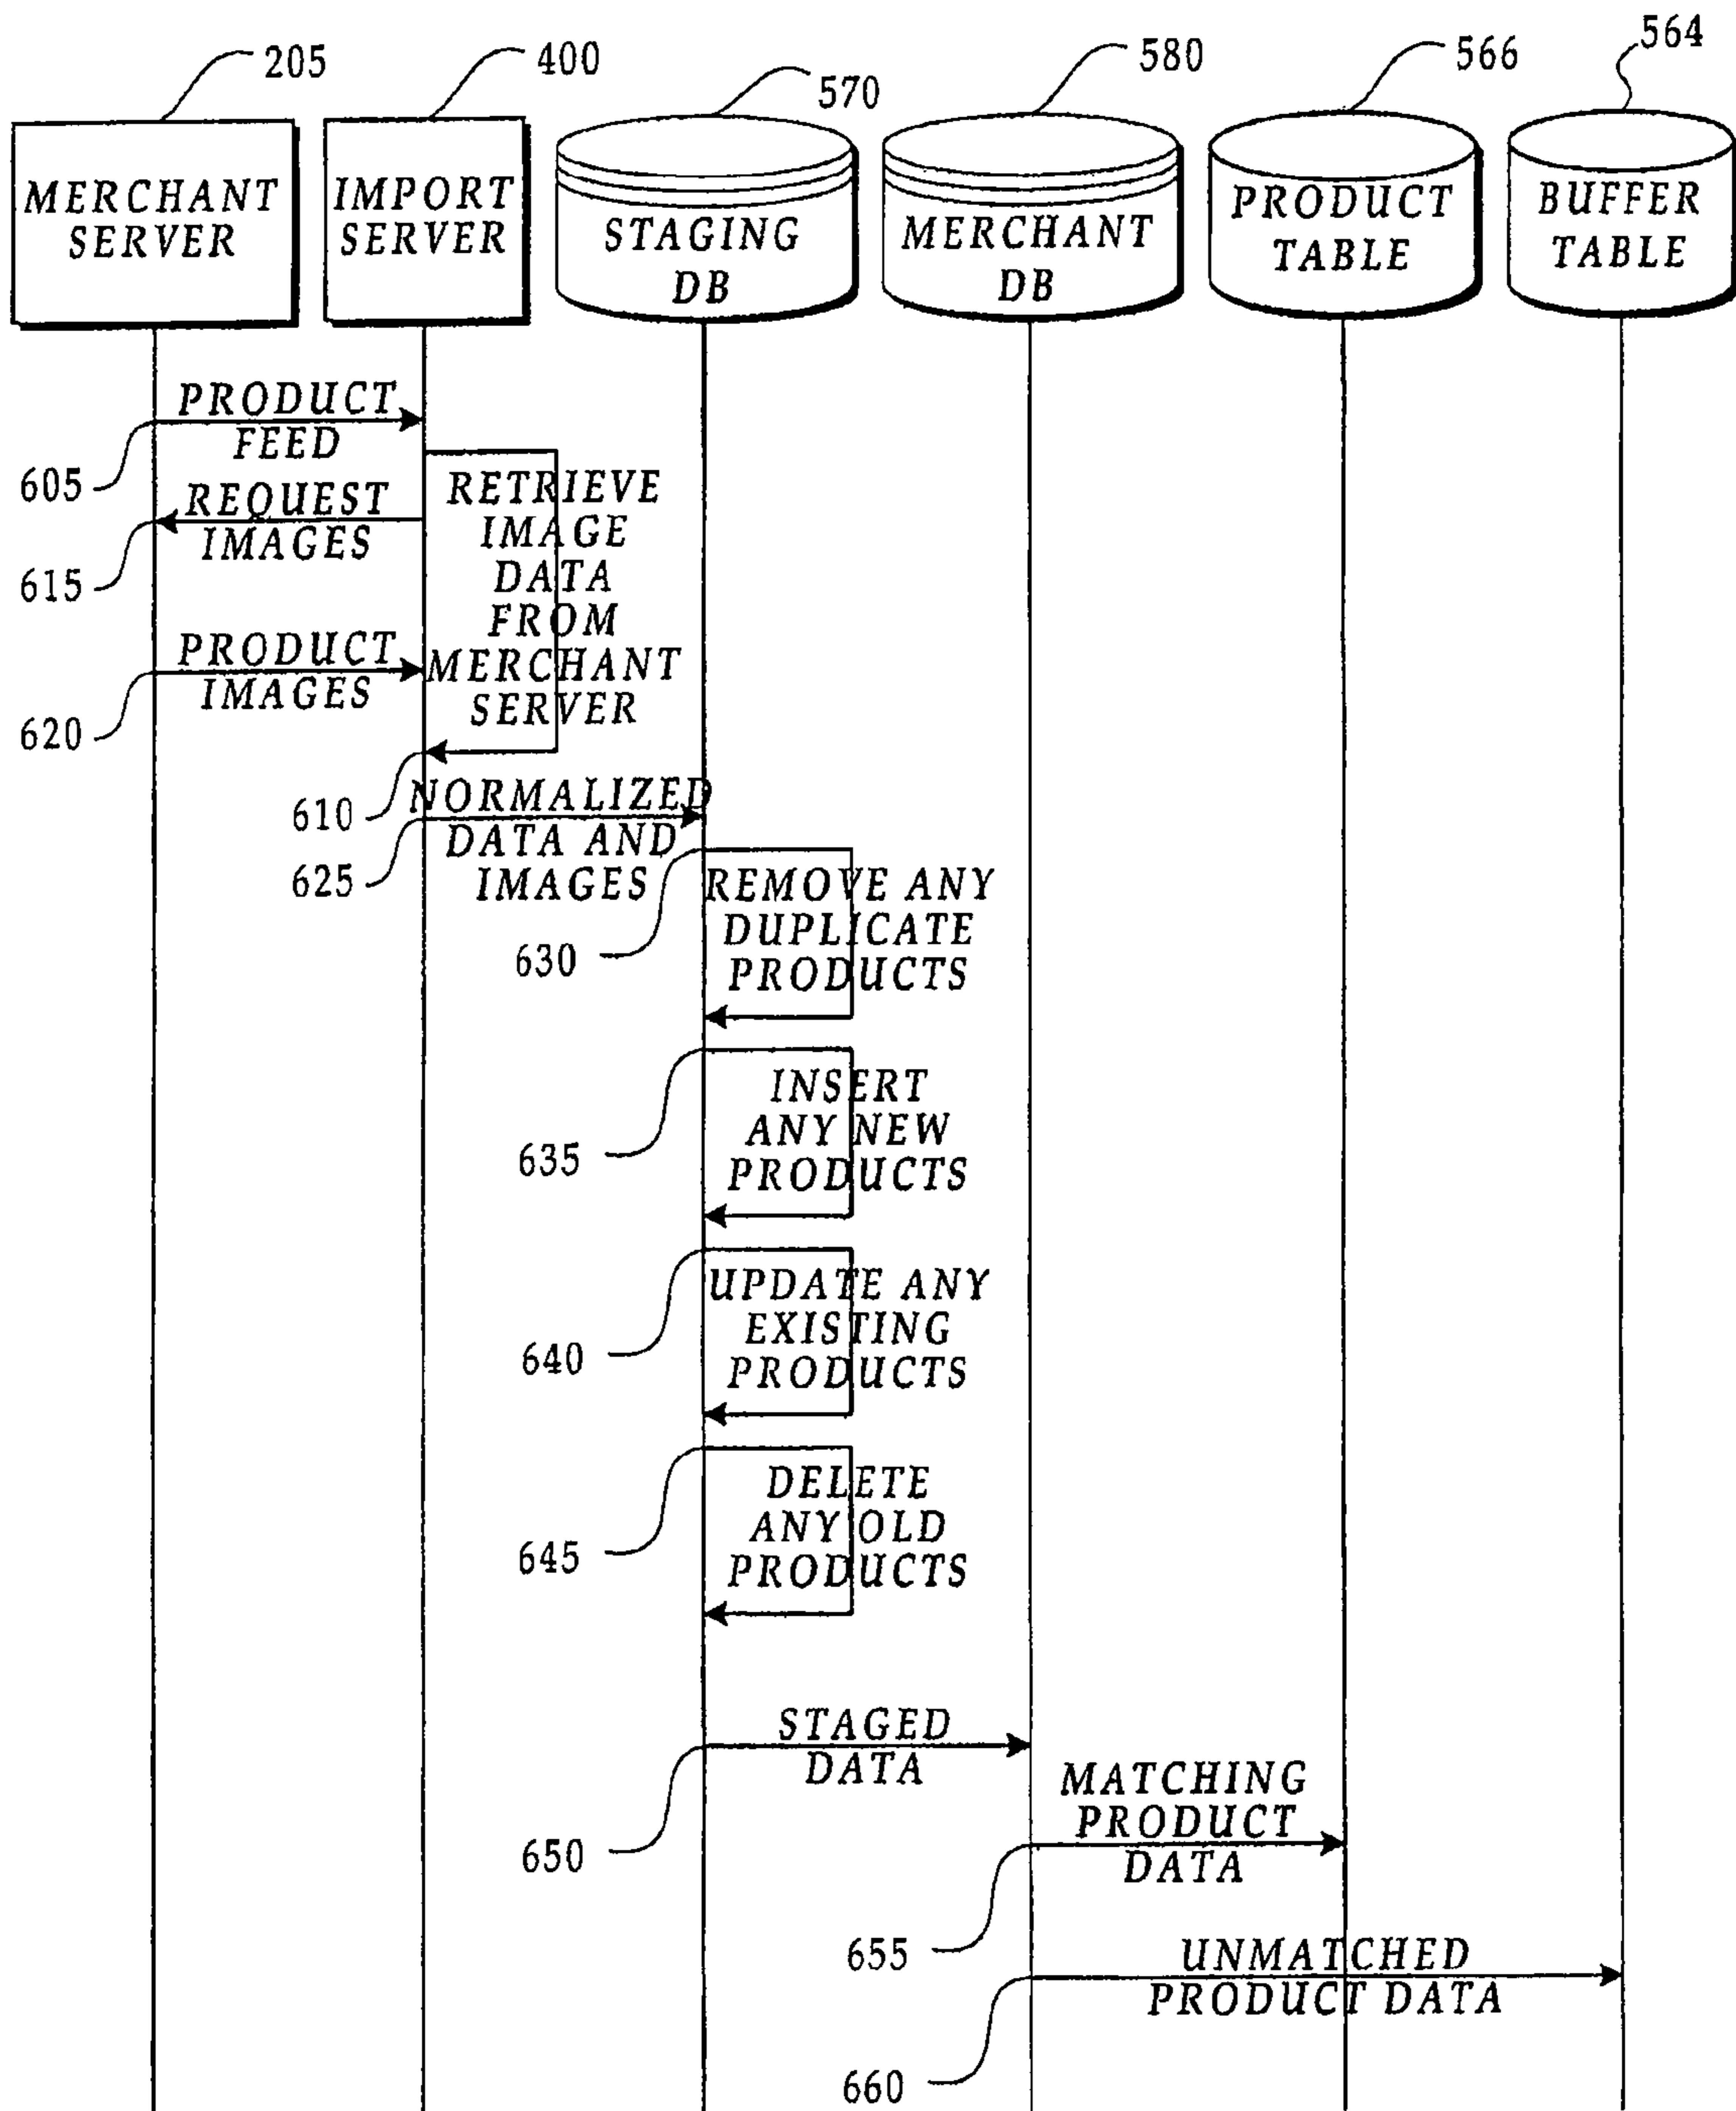 205
400
570
580
566
564
MERCHANT
SERVER
IMPORT
SERVER
STAGING
DB
MERCHANT
DB
PRODUCT
TABLE
BUFFER
TABLE
PRODUCT
FEED
605
REQUEST
IMAGES
615
RETRIEVE
IMAGE
DATA
FROM
MERCHANT
SERVER
PRODUCT
IMAGES
620
610
NORMALIZED
DATA AND
IMAGES
625
REMOVE ANY
DUPLICATE
PRODUCTS
630
INSERT
ANY NEW
PRODUCTS
635
UPDATE ANY
EXISTING
PRODUCTS
640
DELETE
ANY OLD
PRODUCTS
645
STAGED
DATA
650
MATCHING
PRODUCT
DATA
655
UNMATCHED
PRODUCT DATA
660